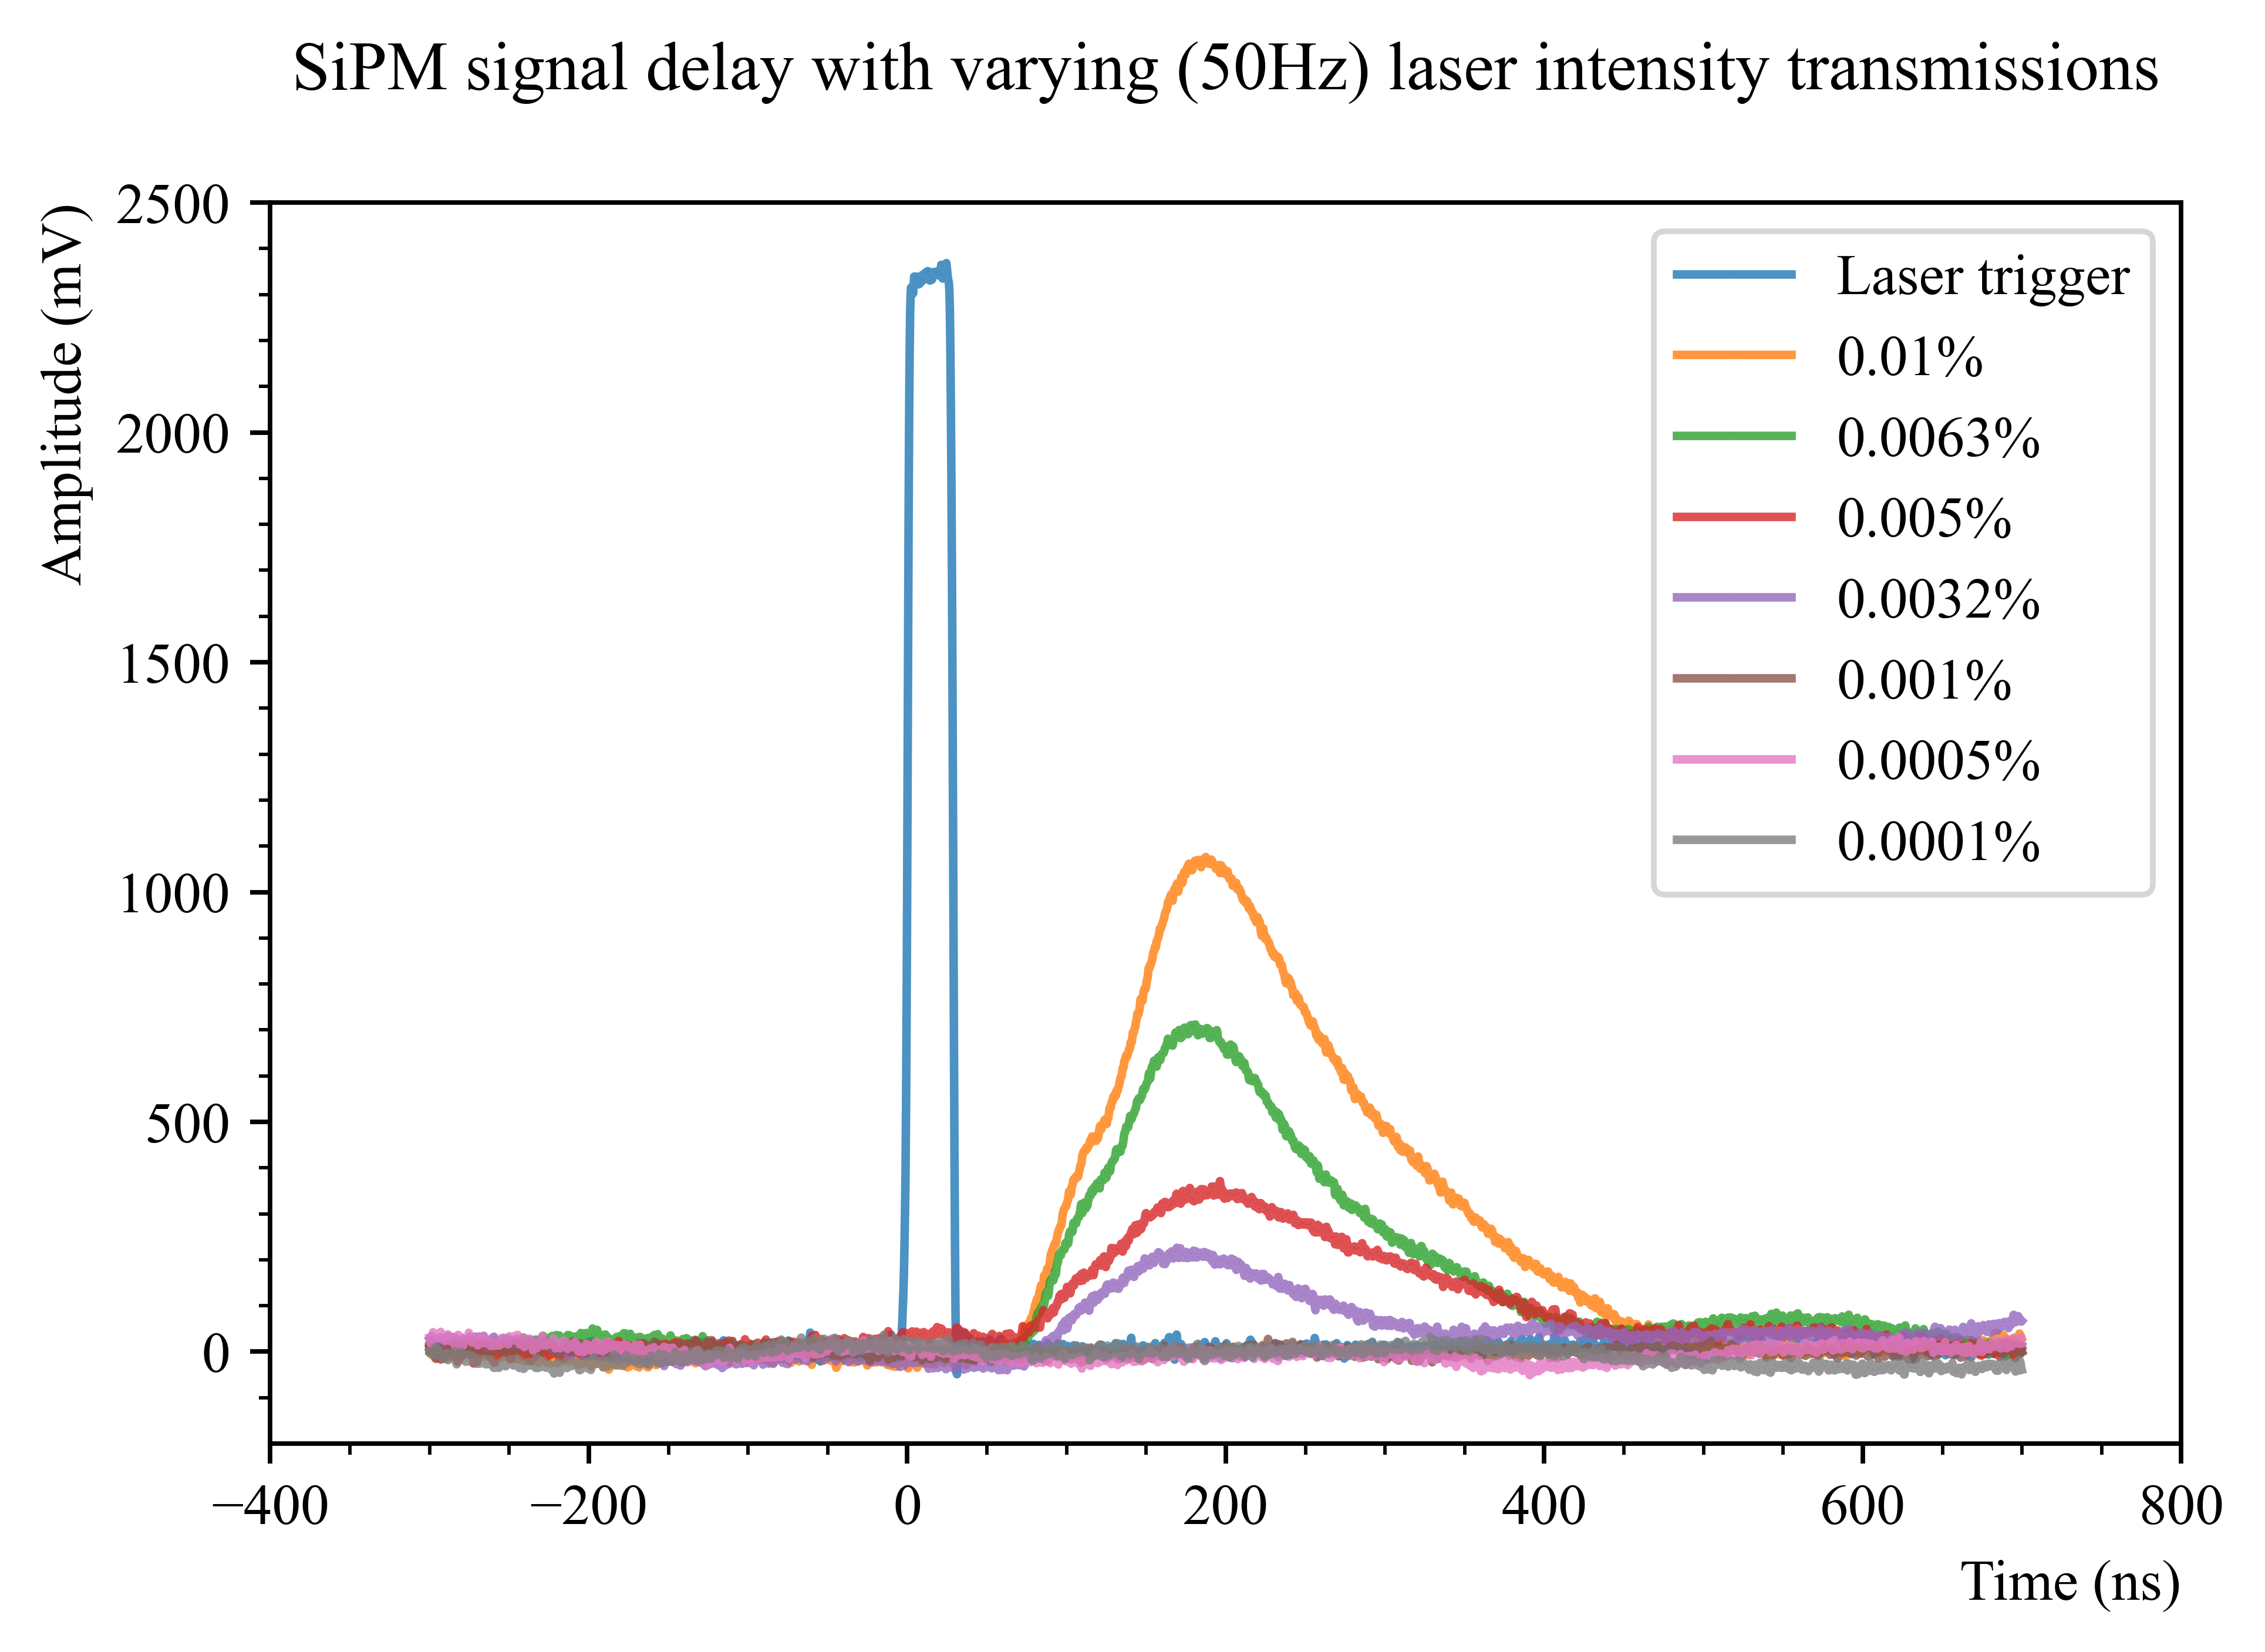 SiPM signal delay with varying (50Hz) laser intensity transmissions
Amplitude (mV)
2500
2000
1500
1000
500
0
Laser trigger
0.01%
0.0063%
0.005%
0.0032%
0.001%
0.0005%
0.0001%
−400 −200 0 200 400 600 800
Time (ns)